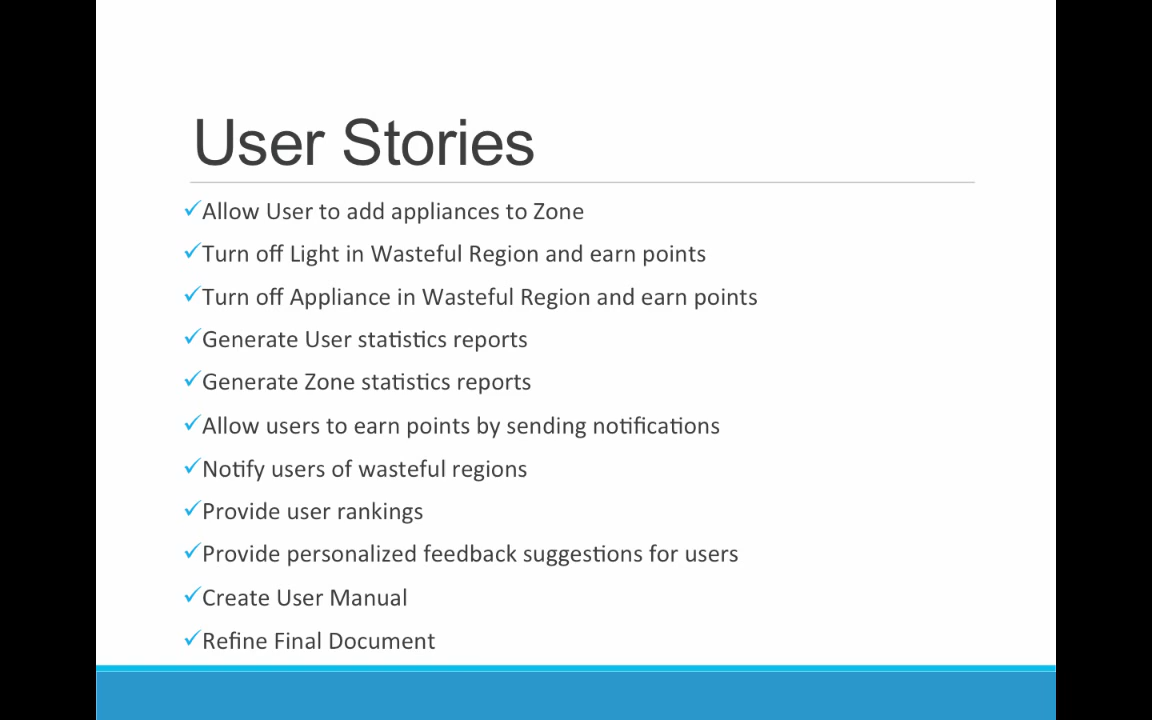 User Stories
✓Allow User to add appliances to Zone
✓Turn off Light in Wasteful Region and earn points
✓Turn off Appliance in Wasteful Region and earn points
✓Generate User statistics reports
✓Generate Zone statistics reports
✓Allow users to earn points by sending notifications
✓Notify users of wasteful regions
✓Provide user rankings
✓Provide personalized feedback suggestions for users
✓Create User Manual
✓Refine Final Document